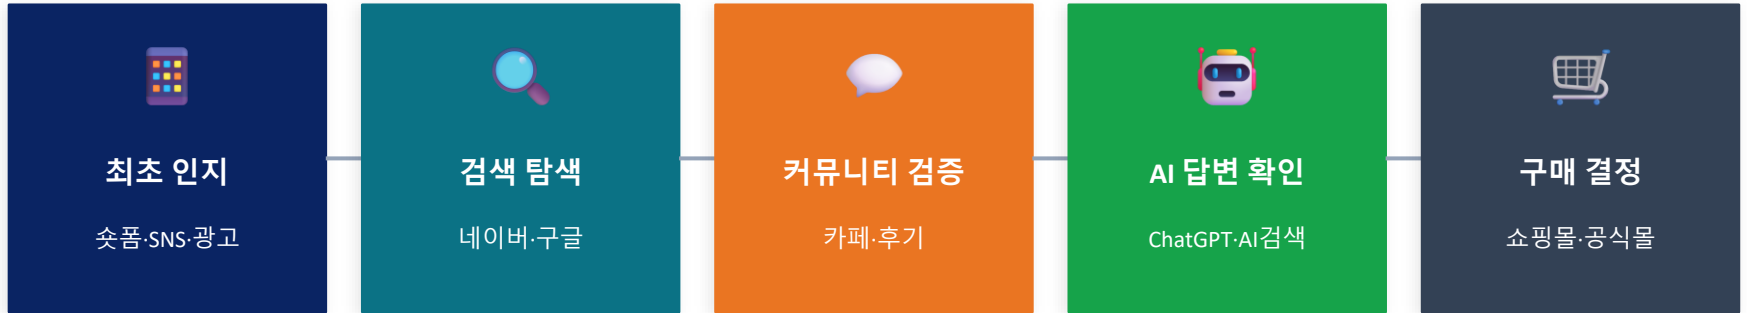 최초 인지
숏폼·SNS·광고
검색 탐색
네이버·구글
커뮤니티 검증
카페·후기
AI 답변 확인
ChatGPT·AI검색
구매 결정
쇼핑몰·공식몰